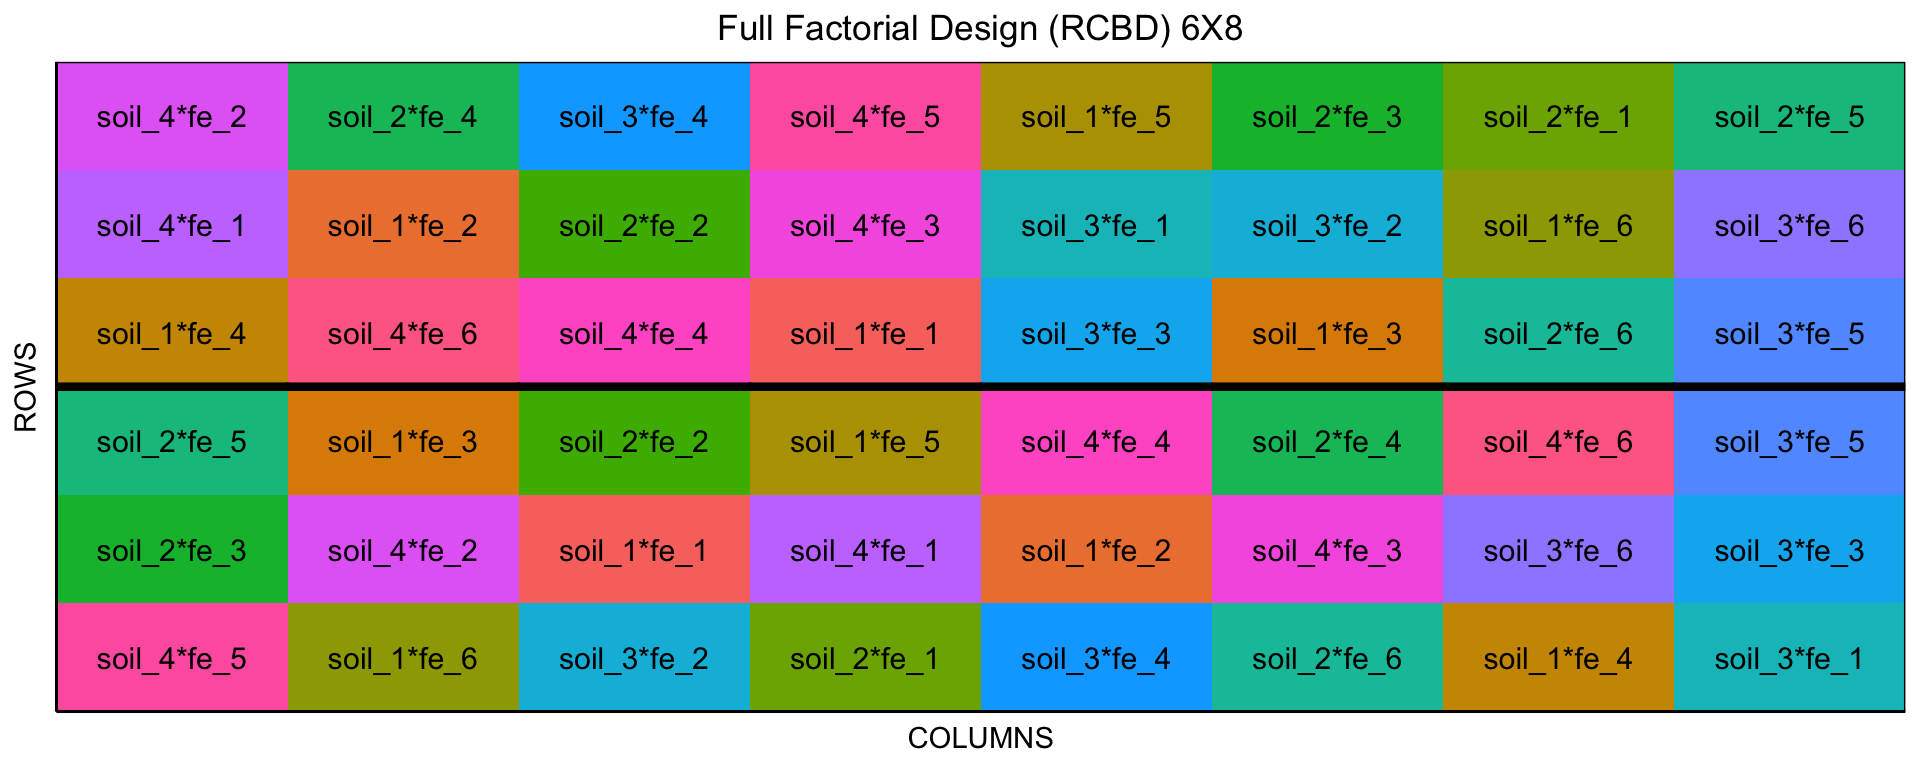 Full Factorial Design (RCBD) 6X8
soil_4*fe_2 soil_2*fe_4 soil_3*fe_4 soil_4*fe_5 soil_1*fe_5 soil_2*fe_3 soil_2*fe_1 soil_2*fe_5
soil_4*fe_1 soil_1*fe_2 soil_2*fe_2 soil_4*fe_3 soil_3*fe_1 soil_3*fe_2 soil_1*fe_6 soil_3*fe_6
soil_1*fe_4 soil_4*fe_6 soil_4*fe_4 soil_1*fe_1 soil_3*fe_3 soil_1*fe_3 soil_2*fe_6 soil_3*fe_5
ROWS
soil_2*fe_5 soil_1*fe_3 soil_2*fe_2 soil_1*fe_5 soil_4*fe_4 soil_2*fe_4 soil_4*fe_6 soil_3*fe_5
soil_2*fe_3 soil_4*fe_2 soil_1*fe_1 soil_4*fe_1 soil_1*fe_2 soil_4*fe_3 soil_3*fe_6 soil_3*fe_3
soil_4*fe_5 soil_1*fe_6 soil_3*fe_2 soil_2*fe_1 soil_3*fe_4 soil_2*fe_6 soil_1*fe_4 soil_3*fe_1
COLUMNS